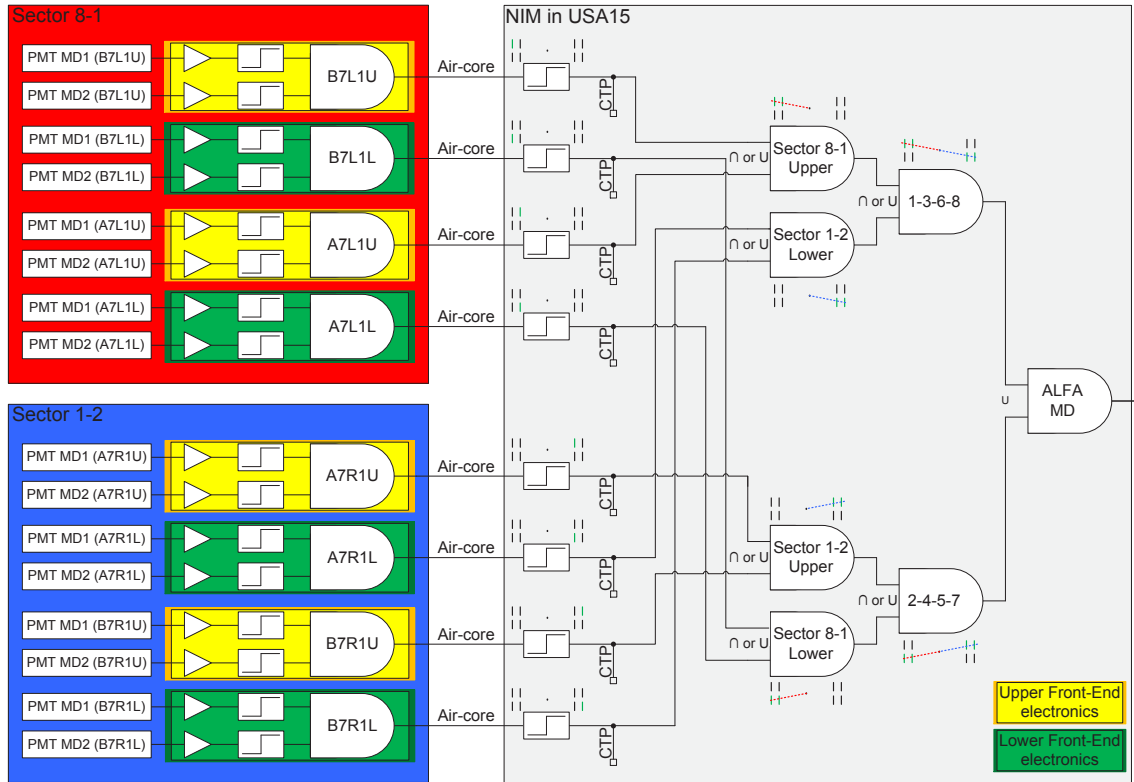 Sector 8-1
NIM in USA15
PMT MD1 (B7L1U)
PMT MD2 (B7L1U)
B7L1U
Air-core
CTP
PMT MD1 (B7L1L)
PMT MD2 (B7L1L)
B7L1L
Air-core
CTP
PMT MD1 (A7L1U)
PMT MD2 (A7L1U)
A7L1U
Air-core
CTP
PMT MD1 (A7L1L)
PMT MD2 (A7L1L)
A7L1L
Air-core
CTP
∩ or U
Sector 8-1
Upper
∩ or U
Sector 1-2
Lower
∩ or U
1-3-6-8
U
ALFA
MD
Sector 1-2
PMT MD1 (A7R1U)
PMT MD2 (A7R1U)
A7R1U
Air-core
CTP
PMT MD1 (A7R1L)
PMT MD2 (A7R1L)
A7R1L
Air-core
CTP
PMT MD1 (B7R1U)
PMT MD2 (B7R1U)
B7R1U
Air-core
CTP
PMT MD1 (B7R1L)
PMT MD2 (B7R1L)
B7R1L
Air-core
CTP
∩ or U
Sector 1-2
Upper
∩ or U
Sector 8-1
Lower
∩ or U
2-4-5-7
Upper Front-End
electronics
Lower Front-End
electronics